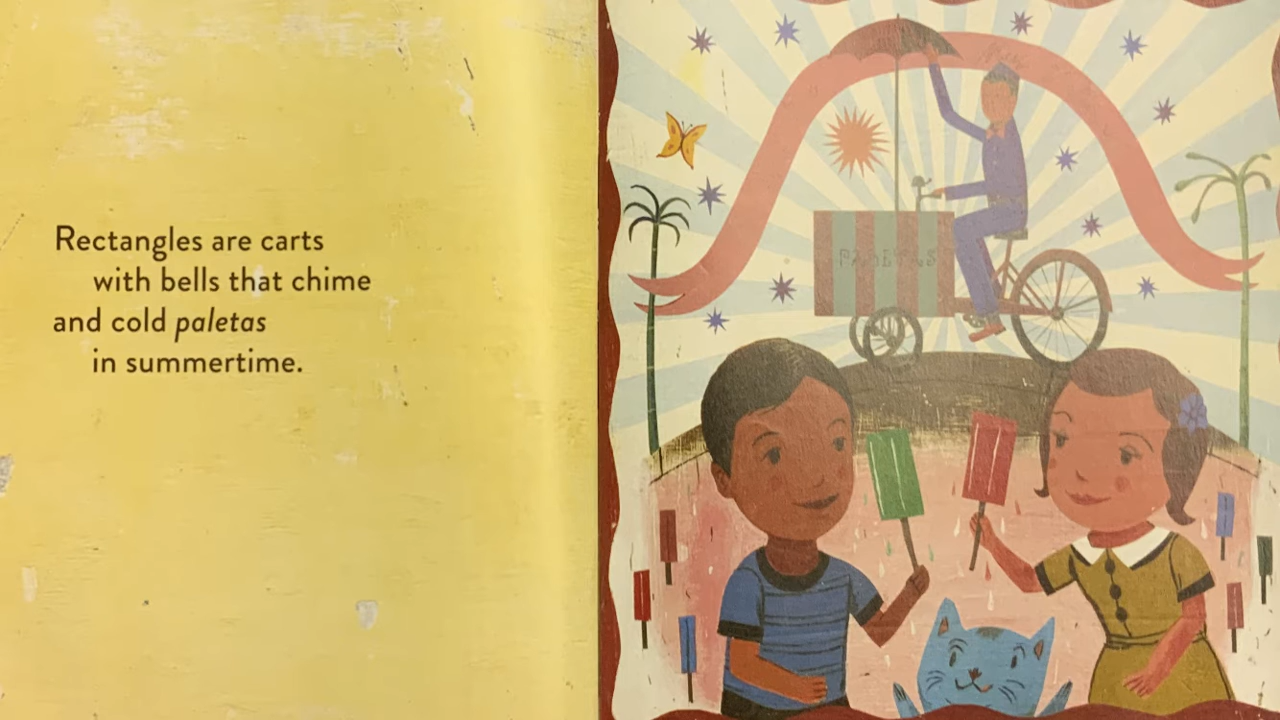 Rectangles are carts
with bells that chime
and cold paletas
in summertime.
PALETAS